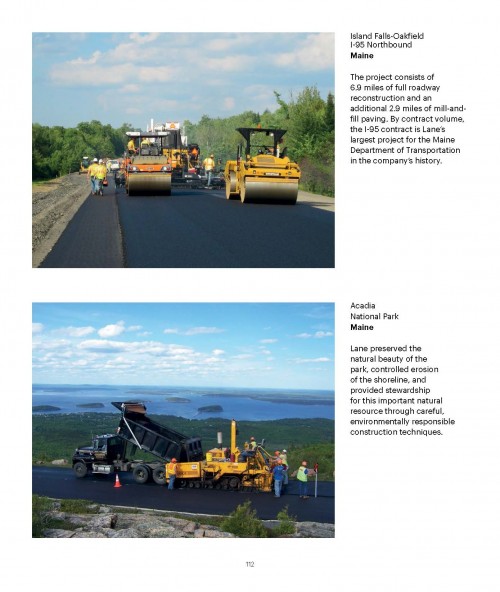 Island Falls-Oakfield
I-95 Northbound
Maine
The project consists of
6.9 miles of full roadway
reconstruction and an
additional 2.9 miles of mill-and-
fill paving. By contract volume,
the I-95 contract is Lane’s
largest project for the Maine
Department of Transportation
in the company’s history.
Acadia
National Park
Maine
Lane preserved the
natural beauty of the
park, controlled erosion
of the shoreline, and
provided stewardship
for this important natural
resource through careful,
environmentally responsible
construction techniques.
112